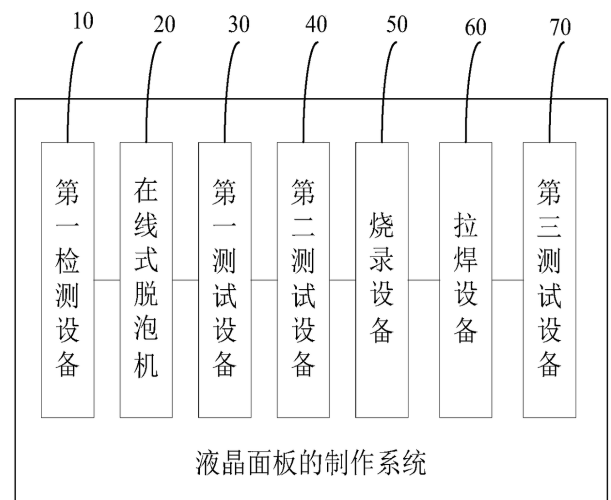 10 20 30 40 50 60 70
第一检测设备
在线式脱泡机
第一测试设备
第二测试设备
烧录设备
拉焊设备
第三测试设备
液晶面板的制作系统